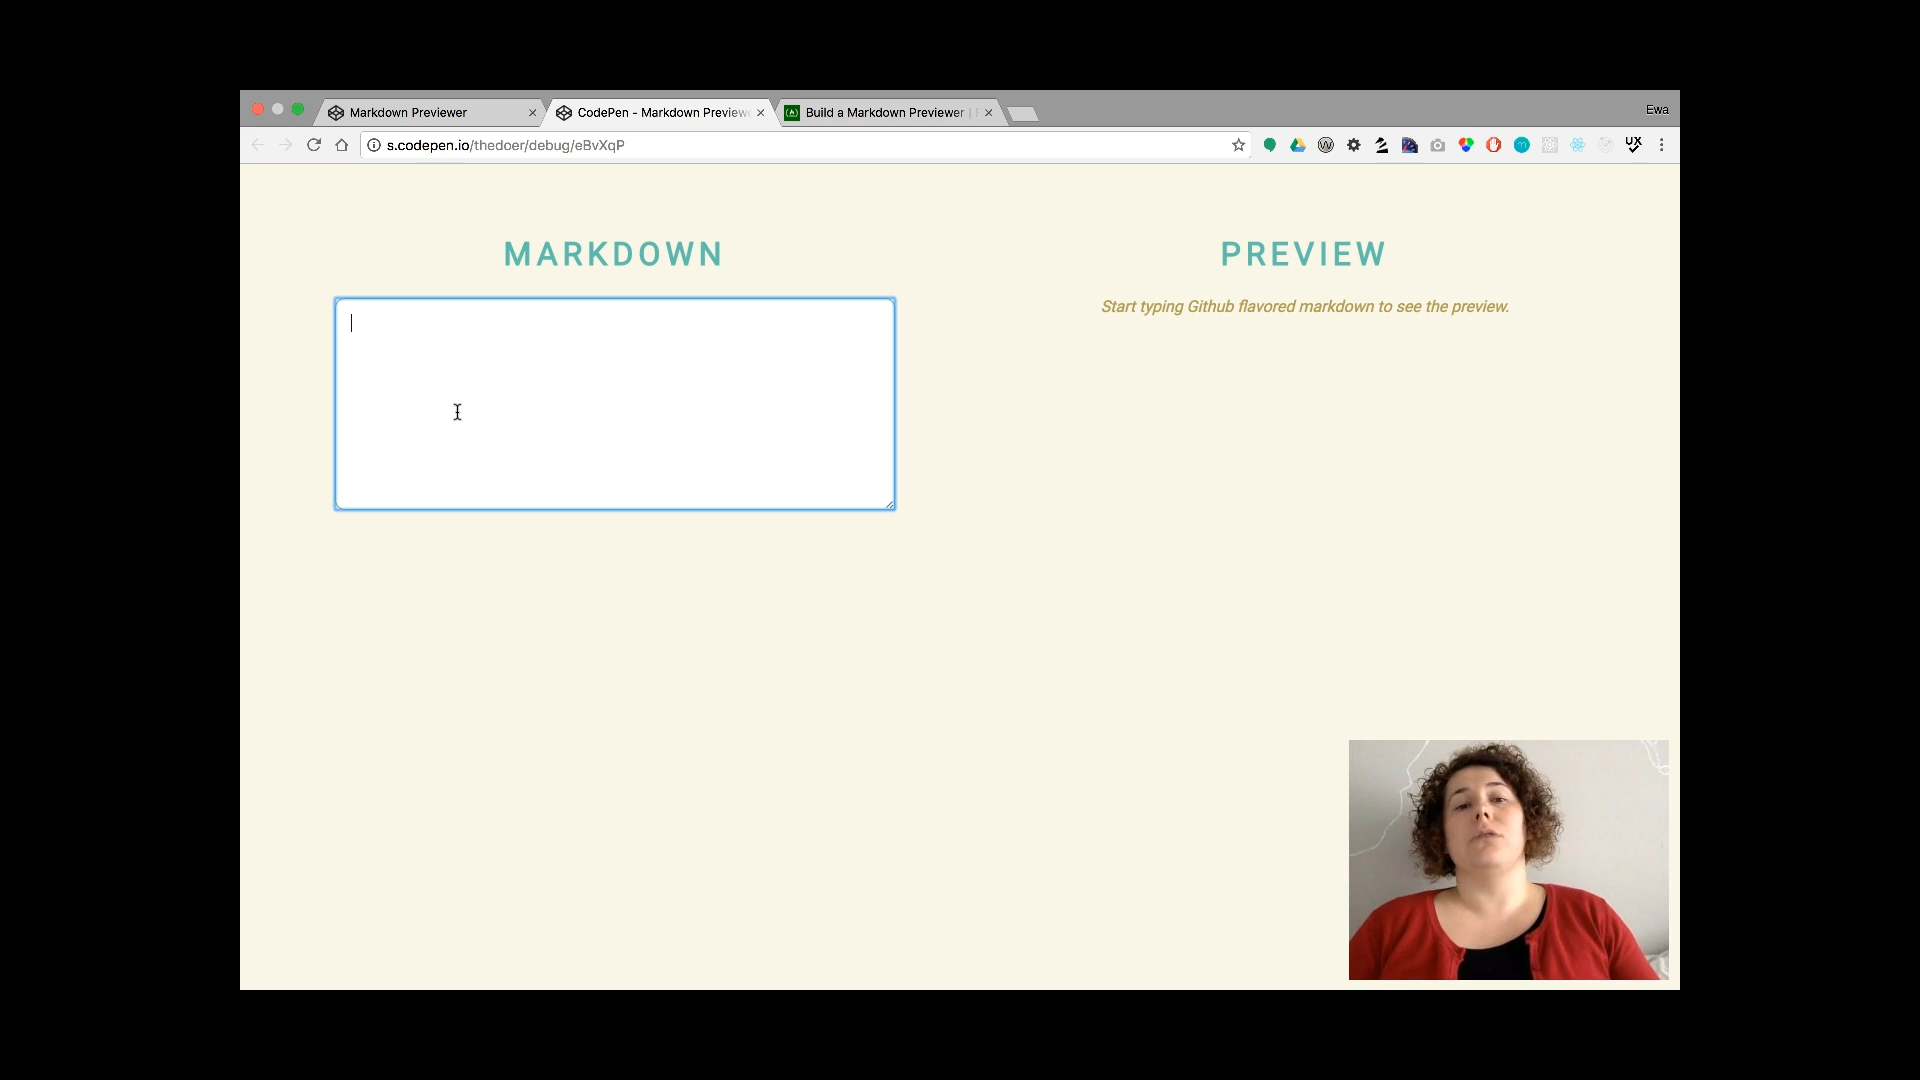 Markdown Previewer
CodePen - Markdown Preview
Build a Markdown Previewer |
Ewa
s.codepen.io/thedoer/debug/eBvXqP
UX
MARKDOWN
PREVIEW
Start typing Github flavored markdown to see the preview.